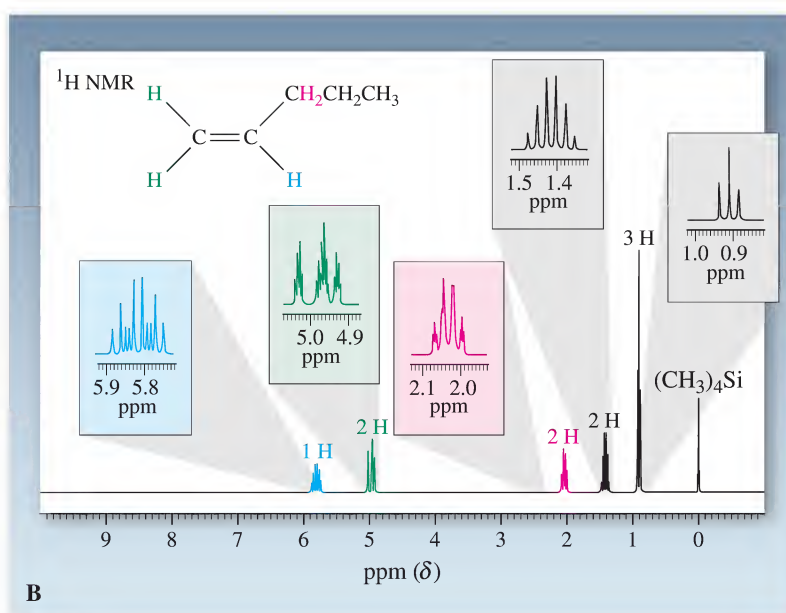 ¹H NMR
H
CH₂CH₂CH₃
C=C
H
H
1.5 1.4
ppm
1.0 0.9
ppm
3 H
5.0 4.9
ppm
5.9 5.8
ppm
2.1 2.0
ppm
(CH₃)₄Si
1 H
2 H
2 H
2 H
9 8 7 6 5 4 3 2 1 0
ppm (δ)
B